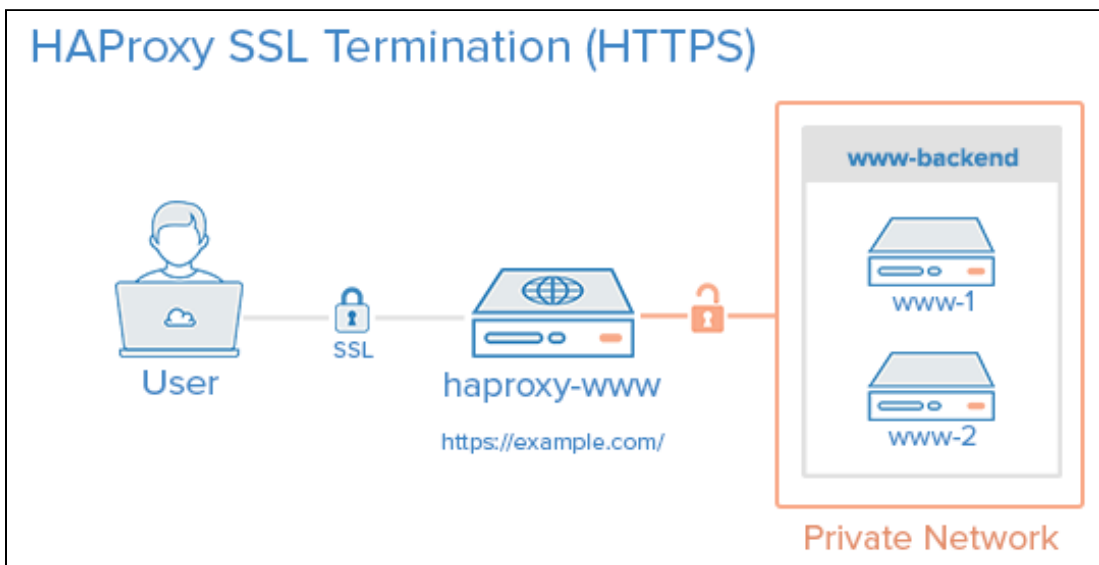 HAProxy SSL Termination (HTTPS)
www-backend
www-1
SSL
User
haproxy-www
www-2
https://example.com/
Private Network